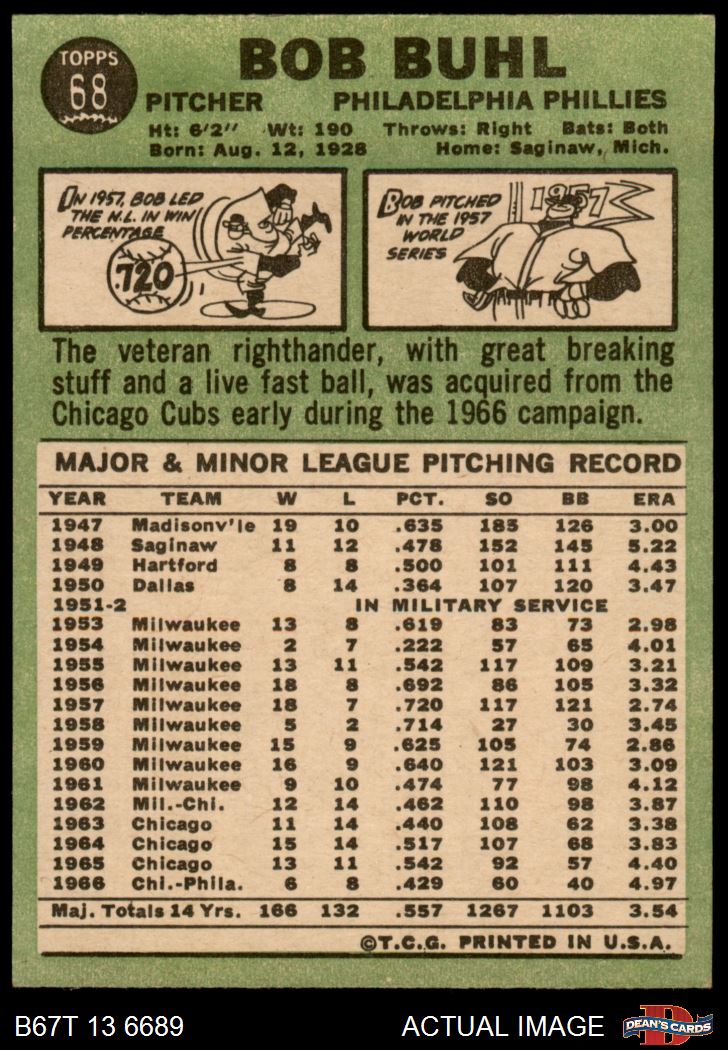 TOPPS
68
BOB BUHL
PITCHER PHILADELPHIA PHILLIES
Ht: 6'2" Wt: 190 Throws: Right Bats: Both
Born: Aug. 12, 1928 Home: Saginaw, Mich.
IN 1957, BOB LED
THE N.L. IN WIN
PERCENTAGE
.720
BOB PITCHED
IN THE 1957
WORLD
SERIES
1957
The veteran righthander, with great breaking
stuff and a live fast ball, was acquired from the
Chicago Cubs early during the 1966 campaign.
MAJOR & MINOR LEAGUE PITCHING RECORD
YEAR TEAM W L PCT. SO BB ERA
1947 Madisonv'le 19 10 .635 185 126 3.00
1948 Saginaw 11 12 .478 152 145 5.22
1949 Hartford 8 8 .500 101 111 4.43
1950 Dallas 8 14 .364 107 120 3.47
1951-2 IN MILITARY SERVICE
1953 Milwaukee 13 8 .619 83 73 2.98
1954 Milwaukee 2 7 .222 57 65 4.01
1955 Milwaukee 13 11 .542 117 109 3.21
1956 Milwaukee 18 8 .692 86 105 3.32
1957 Milwaukee 18 7 .720 117 121 2.74
1958 Milwaukee 5 2 .714 27 30 3.45
1959 Milwaukee 15 9 .625 105 74 2.86
1960 Milwaukee 16 9 .640 121 103 3.09
1961 Milwaukee 9 10 .474 77 98 4.12
1962 Mil.-Chi. 12 14 .462 110 98 3.87
1963 Chicago 11 14 .440 108 62 3.38
1964 Chicago 15 14 .517 107 68 3.83
1965 Chicago 13 11 .542 92 57 4.40
1966 Chi.-Phila. 6 8 .429 60 40 4.97
Maj. Totals 14 Yrs. 166 132 .557 1267 1103 3.54
©T.C.G. PRINTED IN U.S.A.
B67T 13 6689 ACTUAL IMAGE
D
DEAN'S CARDS